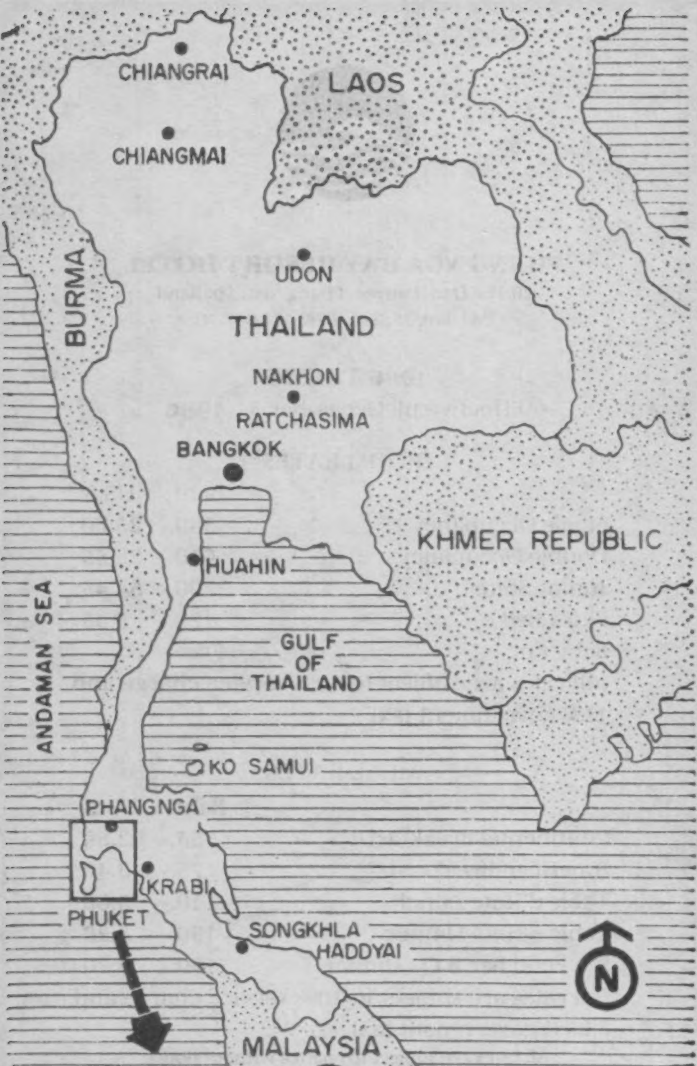 CHIANGRAI
LAOS
CHIANGMAI
BURMA
UDON
THAILAND
NAKHON
RATCHASIMA
BANGKOK
KHMER REPUBLIC
HUAHIN
ANDAMAN SEA
GULF
OF
THAILAND
KO SAMUI
PHANGNGA
KRABI
PHUKET
SONGKHLA
HADDYAI
N
MALAYSIA